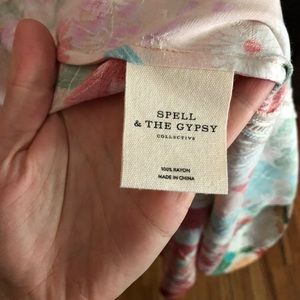 SPELL
& THE GYPSY
COLLECTIVE
100% RAYON
MADE IN CHINA